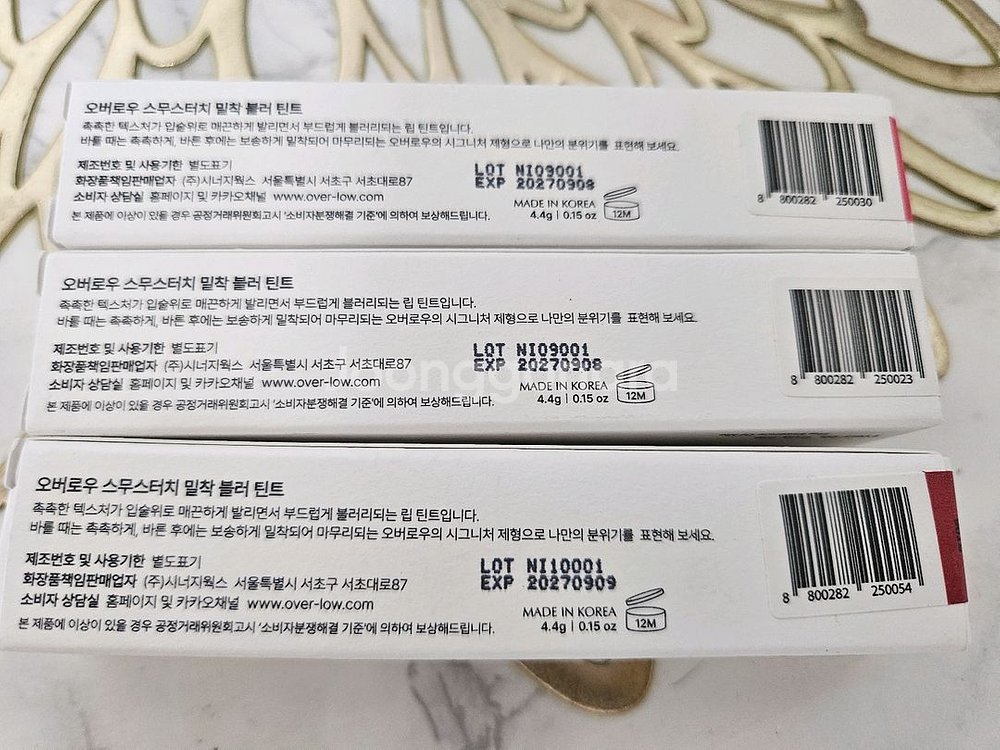 오버로우 스무스터치 밀착 블러 틴트
촉촉한 텍스처가 입술위로 매끈하게 발리면서 부드럽게 블러리되는 립 틴트입니다.
바를 때는 촉촉하게, 바른 후에는 보송하게 밀착되어 마무리되는 오버로우의 시그니처 제형으로 나만의 분위기를 표현해 보세요.
제조번호 및 사용기한 별도표기
화장품책임판매업자 (주)시너지웍스 서울특별시 서초구 서초대로87
소비자 상담실 홈페이지 및 카카오채널 www.over-low.com
본 제품에 이상이 있을 경우 공정거래위원회고시 '소비자분쟁해결 기준'에 의하여 보상해드립니다.
LOT NI09001
EXP 20270908
MADE IN KOREA
4.4g | 0.15 oz
12M
8 800282 250030
오버로우 스무스터치 밀착 블러 틴트
촉촉한 텍스처가 입술위로 매끈하게 발리면서 부드럽게 블러리되는 립 틴트입니다.
바를 때는 촉촉하게, 바른 후에는 보송하게 밀착되어 마무리되는 오버로우의 시그니처 제형으로 나만의 분위기를 표현해 보세요.
제조번호 및 사용기한 별도표기
화장품책임판매업자 (주)시너지웍스 서울특별시 서초구 서초대로87
소비자 상담실 홈페이지 및 카카오채널 www.over-low.com
본 제품에 이상이 있을 경우 공정거래위원회고시 '소비자분쟁해결 기준'에 의하여 보상해드립니다.
LOT NI09001
EXP 20270908
MADE IN KOREA
4.4g | 0.15 oz
12M
8 800282 250023
오버로우 스무스터치 밀착 블러 틴트
촉촉한 텍스처가 입술위로 매끈하게 발리면서 부드럽게 블러리되는 립 틴트입니다.
바를 때는 촉촉하게, 바른 후에는 보송하게 밀착되어 마무리되는 오버로우의 시그니처 제형으로 나만의 분위기를 표현해 보세요.
제조번호 및 사용기한 별도표기
화장품책임판매업자 (주)시너지웍스 서울특별시 서초구 서초대로87
소비자 상담실 홈페이지 및 카카오채널 www.over-low.com
본 제품에 이상이 있을 경우 공정거래위원회고시 '소비자분쟁해결 기준'에 의하여 보상해드립니다.
LOT NI10001
EXP 20270909
MADE IN KOREA
4.4g | 0.15 oz
12M
8 800282 250054